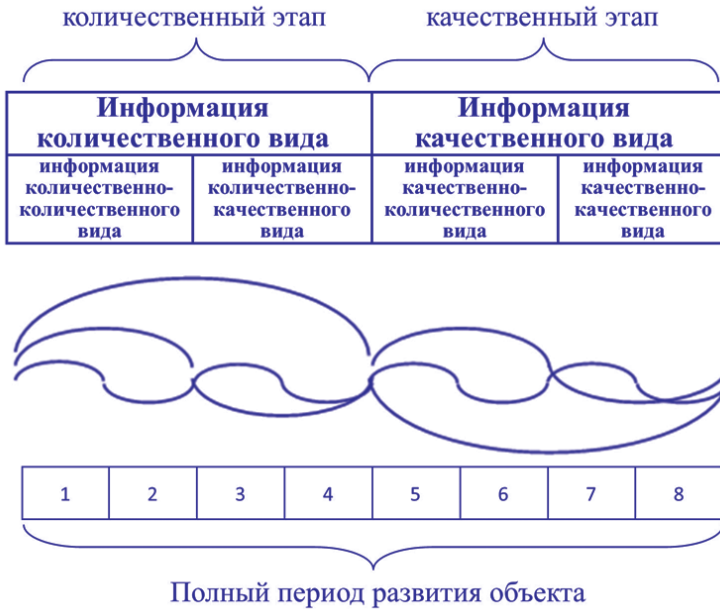 количественный этап
качественный этап
Информация
количественного вида
Информация
качественного вида
информация
количественно-
количественного
вида
информация
количественно-
качественного
вида
информация
качественно-
количественного
вида
информация
качественно-
качественного
вида
1 2 3 4 5 6 7 8
Полный период развития объекта